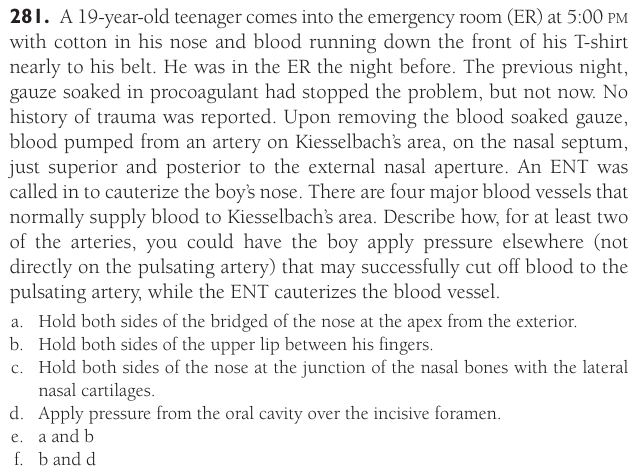 281. A 19-year-old teenager comes into the emergency room (ER) at 5:00 PM
with cotton in his nose and blood running down the front of his T-shirt
nearly to his belt. He was in the ER the night before. The previous night,
gauze soaked in procoagulant had stopped the problem, but not now. No
history of trauma was reported. Upon removing the blood soaked gauze,
blood pumped from an artery on Kiesselbach's area, on the nasal septum,
just superior and posterior to the external nasal aperture. An ENT was
called in to cauterize the boy's nose. There are four major blood vessels that
normally supply blood to Kiesselbach's area. Describe how, for at least two
of the arteries, you could have the boy apply pressure elsewhere (not
directly on the pulsating artery) that may successfully cut off blood to the
pulsating artery, while the ENT cauterizes the blood vessel.
a. Hold both sides of the bridged of the nose at the apex from the exterior.
b. Hold both sides of the upper lip between his fingers.
c. Hold both sides of the nose at the junction of the nasal bones with the lateral
nasal cartilages.
d. Apply pressure from the oral cavity over the incisive foramen.
e. a and b
f. b and d